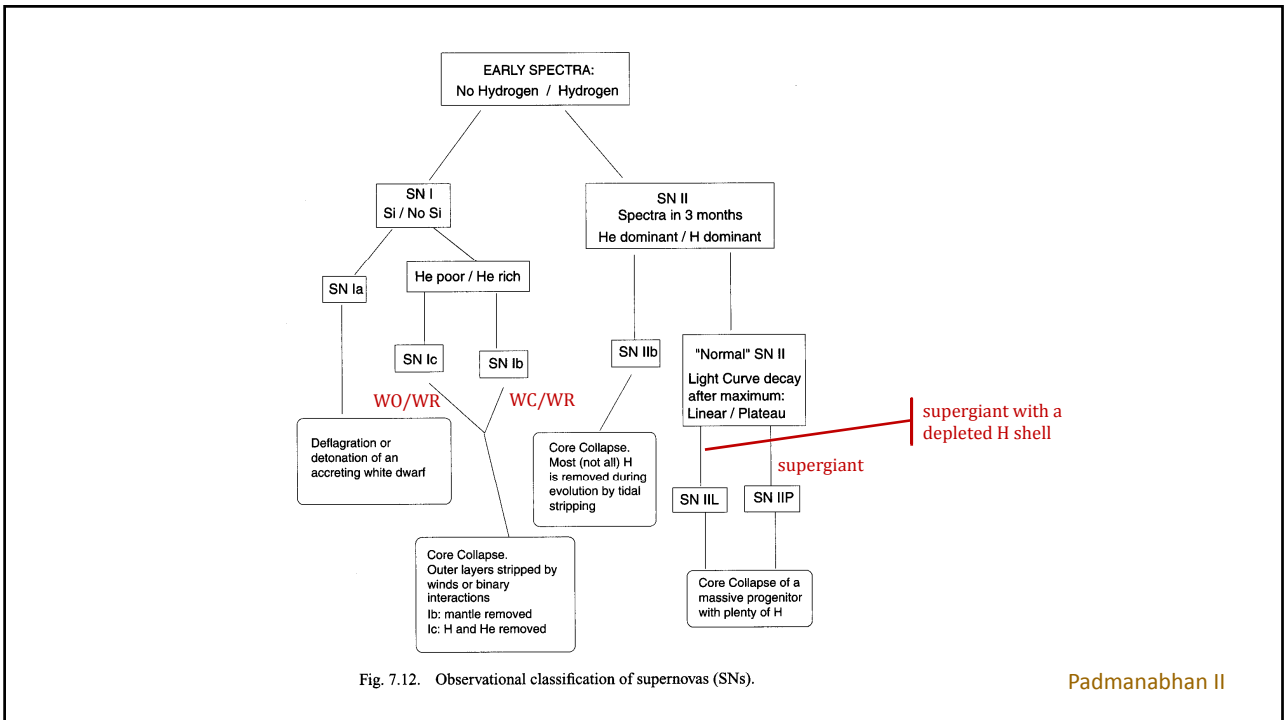 EARLY SPECTRA:
No Hydrogen / Hydrogen
SN I
Si / No Si
SN II
Spectra in 3 months
He dominant / H dominant
SN Ia
He poor / He rich
SN Ic
SN Ib
SN IIb
"Normal" SN II
Light Curve decay
after maximum:
Linear / Plateau
WO/WR
WC/WR
supergiant with a
depleted H shell
supergiant
Deflagration or
detonation of an
accreting white dwarf
Core Collapse.
Most (not all) H
is removed during
evolution by tidal
stripping
SN IIL
SN IIP
Core Collapse.
Outer layers stripped by
winds or binary
interactions
Ib: mantle removed
Ic: H and He removed
Core Collapse of a
massive progenitor
with plenty of H
Fig. 7.12. Observational classification of supernovas (SNs).
Padmanabhan II